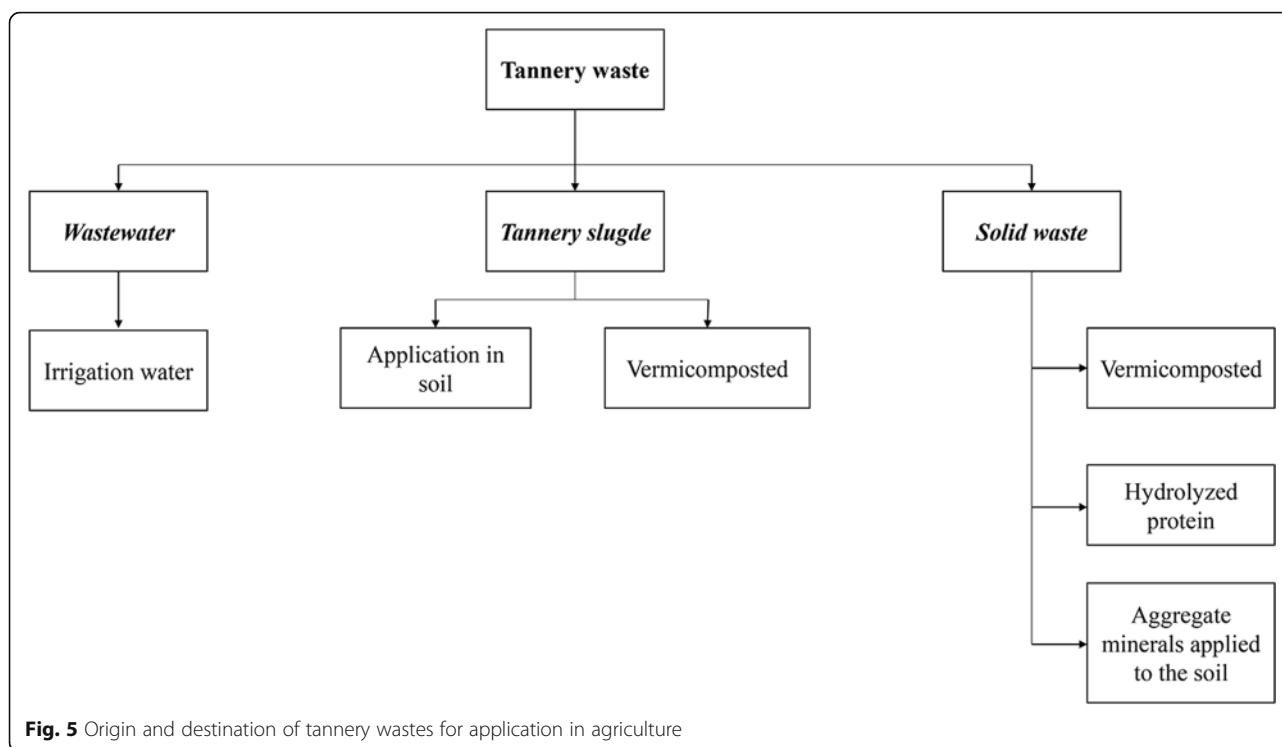 Tannery waste
Wastewater
Tannery slugde
Solid waste
Irrigation water
Application in
soil
Vermicomposted
Vermicomposted
Hydrolyzed
protein
Aggregate
minerals applied
to the soil
Fig. 5 Origin and destination of tannery wastes for application in agriculture